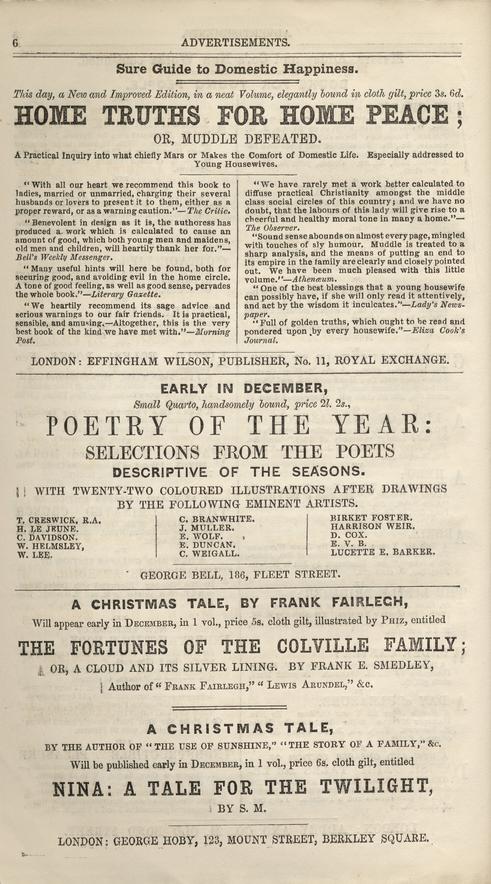 6
ADVERTISEMENTS.
Sure Guide to Domestic Happiness.
This day, a New and Improved Edition, in a neat Volume, elegantly bound in cloth gilt, price 3s. 6d.
HOME TRUTHS FOR HOME PEACE;
OR, MUDDLE DEFEATED.
A Practical Inquiry into what chiefly Mars or Makes the Comfort of Domestic Life. Especially addressed to
Young Housewives.
"With all our heart we recommend this book to
ladies, married or unmarried, charging their several
husbands or lovers to present it to them, either as a
proper reward, or as a warning caution."—The Critic.
"Benevolent in design as it is, the authoress has
produced a work which is calculated to cause an
amount of good, which both young men and maidens,
old men and children, will heartily thank her for."—
Bell's Weekly Messenger.
"Many useful hints will here be found, both for
securing good, and avoiding evil in the home circle.
A tone of good feeling, as well as good sense, pervades
the whole book."—Literary Gazette.
"We heartily recommend its sage advice and
serious warnings to our fair friends. It is practical,
sensible, and amusing.—Altogether, this is the very
best book of the kind we have met with."—Morning
Post.
"We have rarely met a work better calculated to
diffuse practical Christianity amongst the middle
class social circles of this country; and we have no
doubt, that the labours of this lady will give rise to a
cheerful and healthy moral tone in many a home."—
The Observer.
"Sound sense abounds on almost every page, mingled
with touches of sly humour. Muddle is treated to a
sharp analysis, and the means of putting an end to
its empire in the family are clearly and closely pointed
out. We have been much pleased with this little
volume."—Athenæum.
"One of the best blessings that a young housewife
can possibly have, if she will only read it attentively,
and act by the wisdom it inculcates."—Lady's News-
paper.
"Full of golden truths, which ought to be read and
pondered upon by every housewife."—Eliza Cook's
Journal.
LONDON: EFFINGHAM WILSON, PUBLISHER, No. 11, ROYAL EXCHANGE.
EARLY IN DECEMBER,
Small Quarto, handsomely bound, price 2l. 2s.,
POETRY OF THE YEAR:
SELECTIONS FROM THE POETS
DESCRIPTIVE OF THE SEASONS.
WITH TWENTY-TWO COLOURED ILLUSTRATIONS AFTER DRAWINGS
BY THE FOLLOWING EMINENT ARTISTS.
T. CRESWICK, R.A.
H. LE JEUNE.
C. DAVIDSON.
W. HELMSLEY,
W. LEE.
C. BRANWHITE.
J. MULLER.
E. WOLF.
E. DUNCAN.
C. WEIGALL.
BIRKET FOSTER.
HARRISON WEIR.
D. COX.
E. V. B.
LUCETTE E. BARKER.
GEORGE BELL, 186, FLEET STREET.
A CHRISTMAS TALE, BY FRANK FAIRLEGH,
Will appear early in DECEMBER, in 1 vol., price 5s. cloth gilt, illustrated by PHIZ, entitled
THE FORTUNES OF THE COLVILLE FAMILY;
OR, A CLOUD AND ITS SILVER LINING. BY FRANK E. SMEDLEY,
Author of "FRANK FAIRLEGH," "LEWIS ARUNDEL," &c.
A CHRISTMAS TALE,
BY THE AUTHOR OF "THE USE OF SUNSHINE," "THE STORY OF A FAMILY," &c.
Will be published early in DECEMBER, in 1 vol., price 6s. cloth gilt, entitled
NINA: A TALE FOR THE TWILIGHT,
BY S. M.
LONDON: GEORGE HOBY, 123, MOUNT STREET, BERKLEY SQUARE.